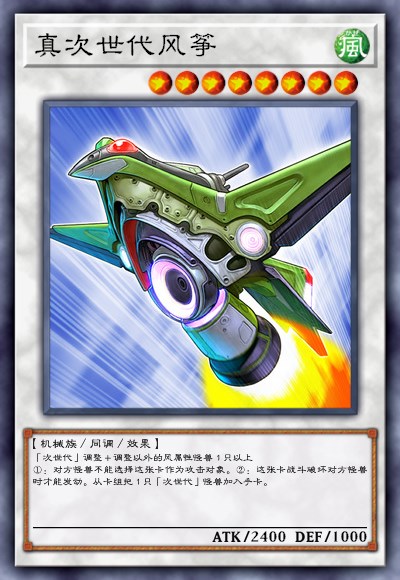 真次世代风筝
風
【机械族／同调／效果】
「次世代」调整＋调整以外的风属性怪兽１只以上
①：对方怪兽不能选择这张卡作为攻击对象。②：这张卡战斗破坏对方怪兽
时才能发动。从卡组把１只「次世代」怪兽加入手卡。
ATK/2400 DEF/1000